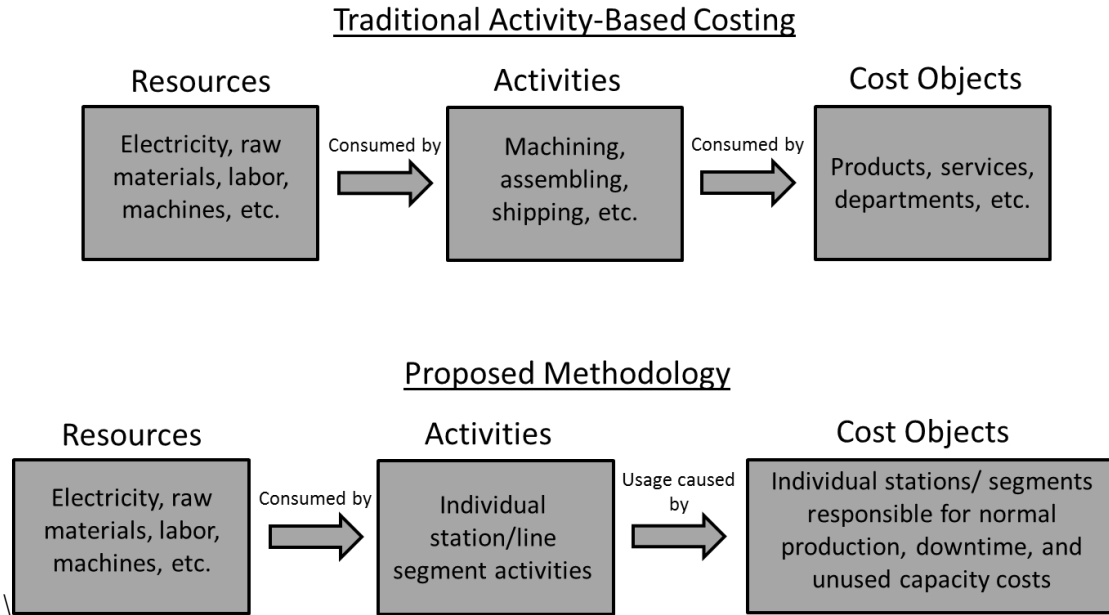 Traditional Activity-Based Costing
Resources
Activities
Cost Objects
Electricity, raw
materials, labor,
machines, etc.
Consumed by
Machining,
assembling,
shipping, etc.
Consumed by
Products, services,
departments, etc.
Proposed Methodology
Resources
Activities
Cost Objects
Electricity, raw
materials, labor,
machines, etc.
Consumed by
Individual
station/line
segment activities
Usage caused
by
Individual stations/ segments
responsible for normal
production, downtime, and
unused capacity costs
\